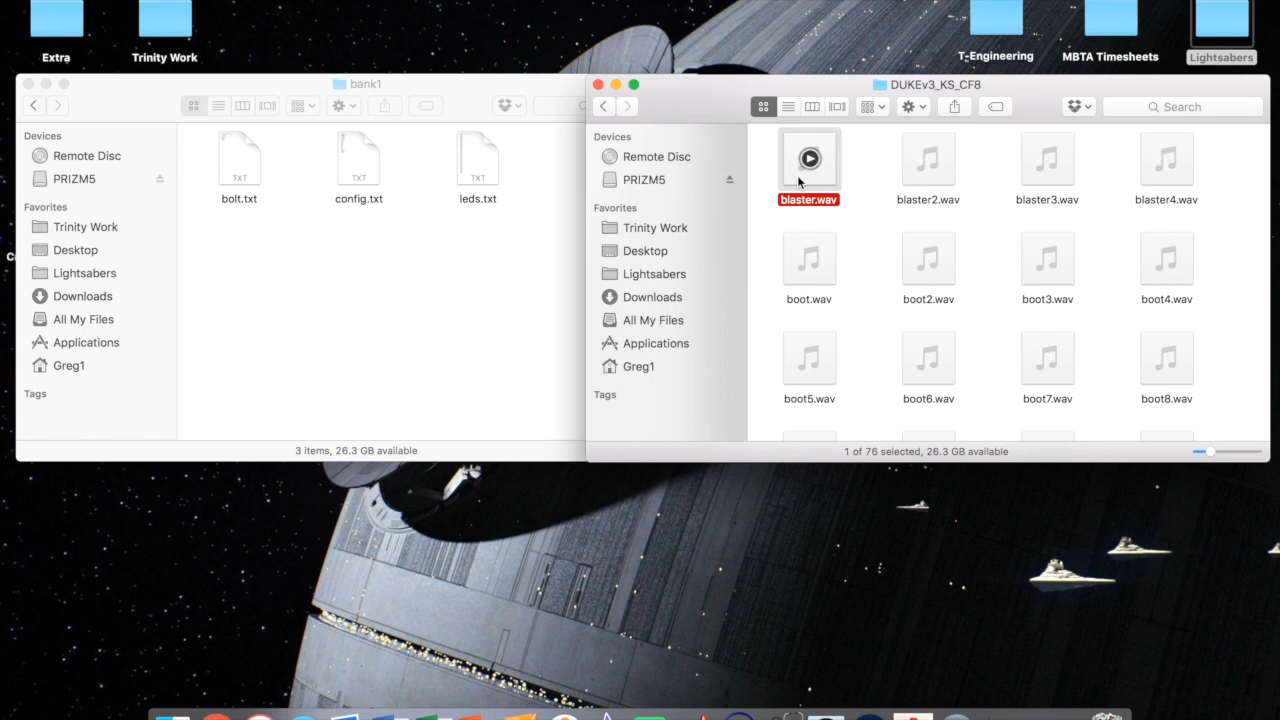 Extra
Trinity Work
T-Engineering
MBTA Timesheets
Lightsabers
bank1
Devices
Remote Disc
PRIZM5
Favorites
Trinity Work
Desktop
Lightsabers
Downloads
All My Files
Applications
Greg1
Tags
TXT
TXT
TXT
bolt.txt
config.txt
leds.txt
3 items, 26.3 GB available
DUKEv3_KS_CF8
Search
Devices
Remote Disc
PRIZM5
Favorites
Trinity Work
Desktop
Lightsabers
Downloads
All My Files
Applications
Greg1
Tags
blaster.wav
blaster2.wav
blaster3.wav
blaster4.wav
boot.wav
boot2.wav
boot3.wav
boot4.wav
boot5.wav
boot6.wav
boot7.wav
boot8.wav
1 of 76 selected, 26.3 GB available